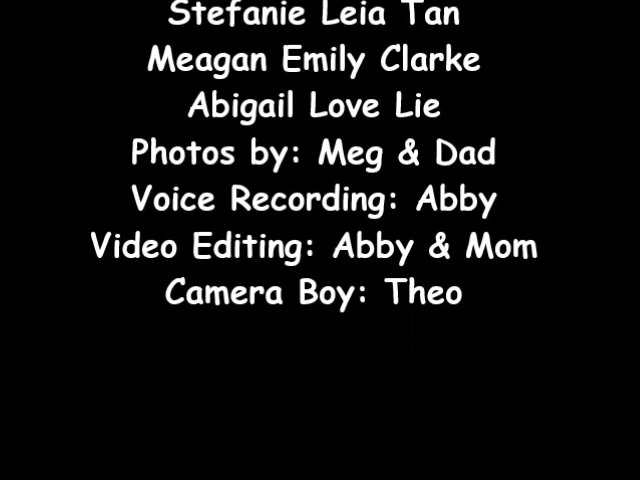 Stefanie Leia Tan
Meagan Emily Clarke
Abigail Love Lie
Photos by: Meg & Dad
Voice Recording: Abby
Video Editing: Abby & Mom
Camera Boy: Theo